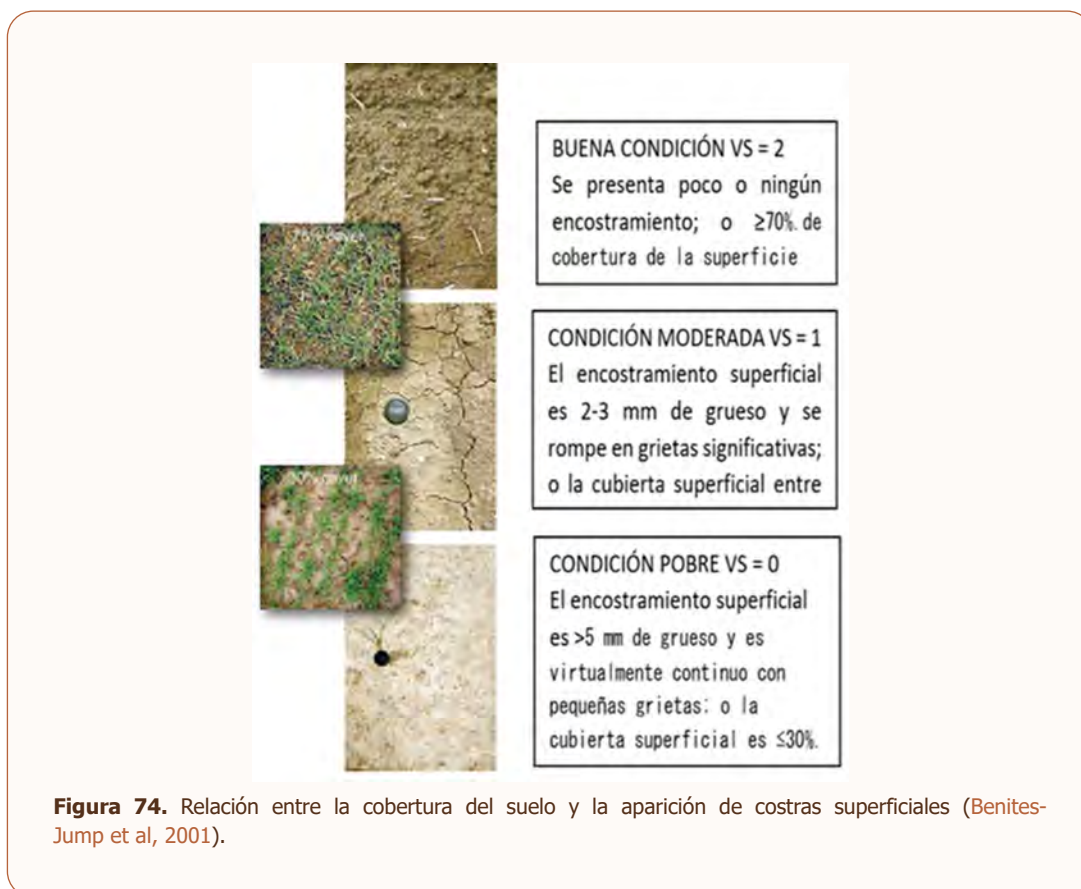 BUENA CONDICIÓN VS = 2
Se presenta poco o ningún
encostramiento; o ≥70%. de
cobertura de la superficie
CONDICIÓN MODERADA VS = 1
El encostramiento superficial
es 2-3 mm de grueso y se
rompe en grietas significativas;
o la cubierta superficial entre
CONDICIÓN POBRE VS = 0
El encostramiento superficial
es >5 mm de grueso y es
virtualmente continuo con
pequeñas grietas: o la
cubierta superficial es ≤30%.
Figura 74. Relación entre la cobertura del suelo y la aparición de costras superficiales (Benites-
Jump et al, 2001).